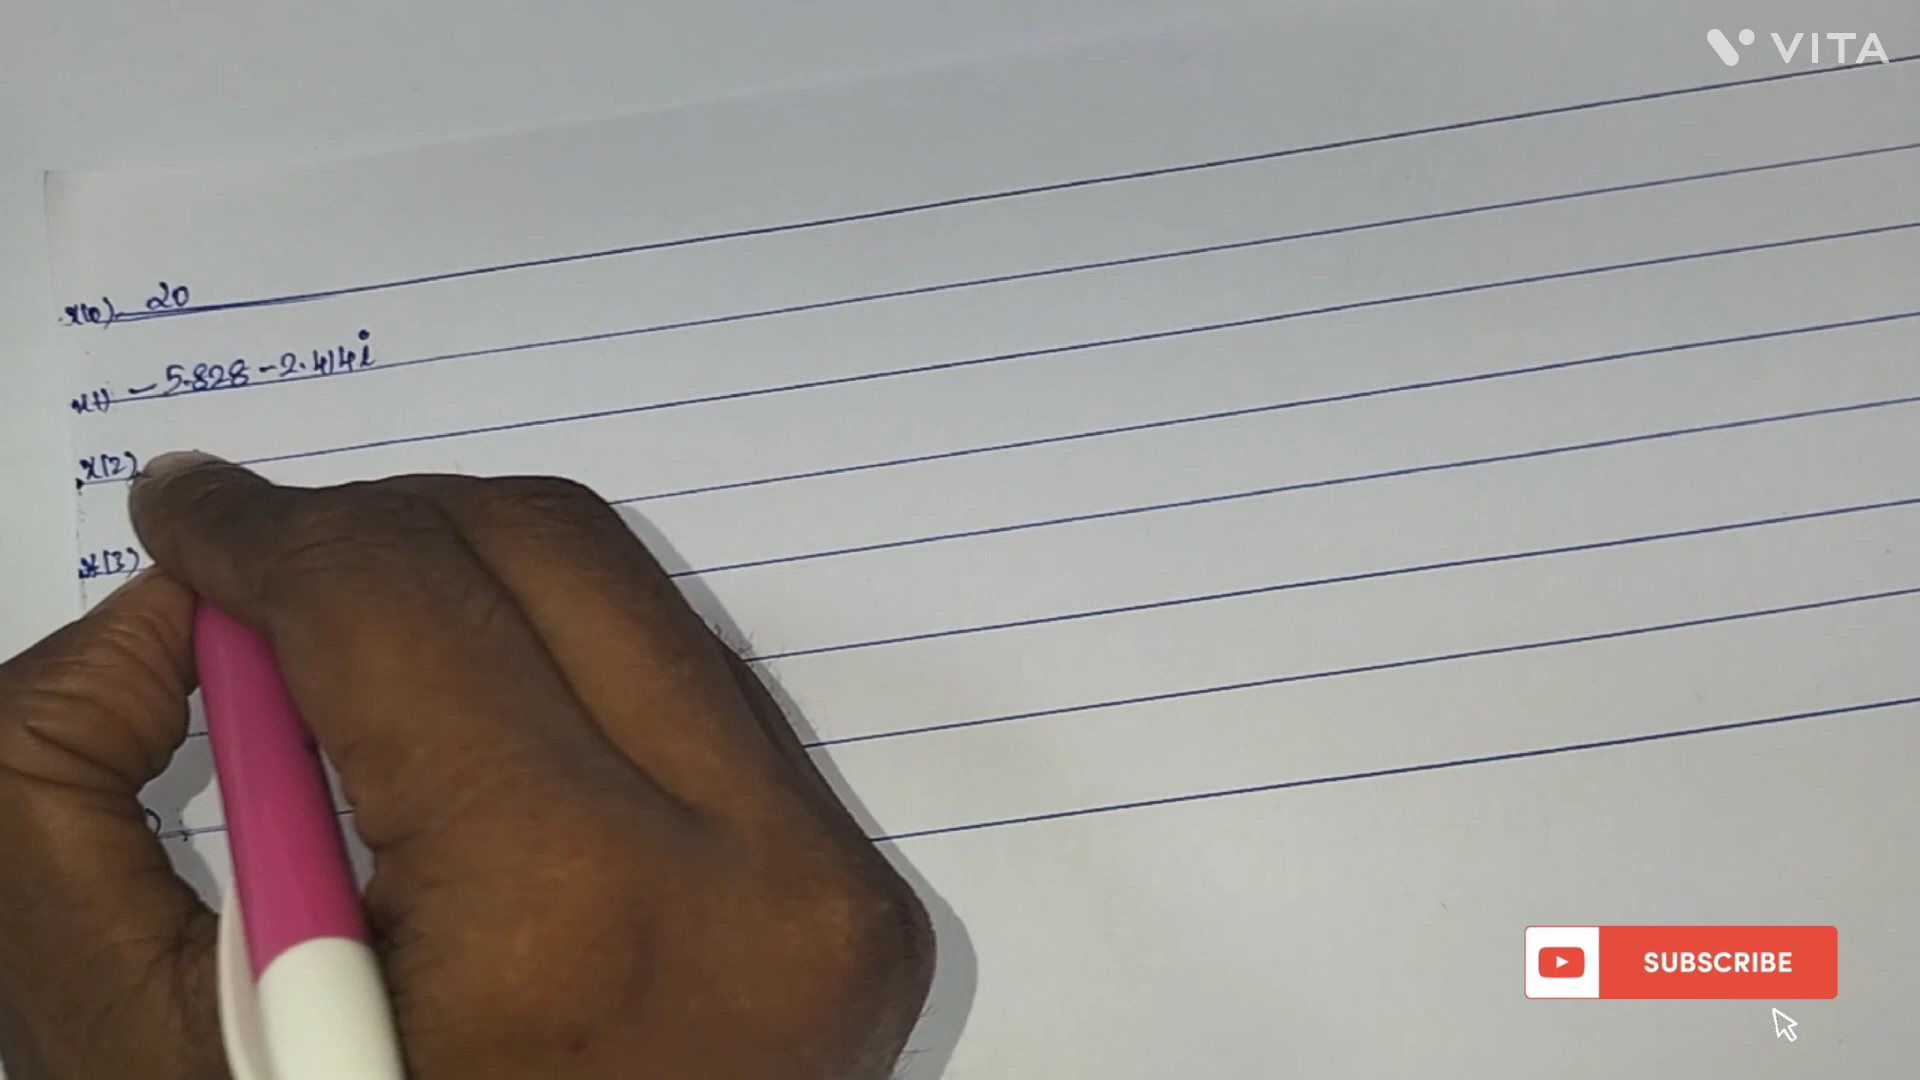 VITA
x(0) 20
x(1) -5.828-2.414i
x(2)
x(3)
SUBSCRIBE